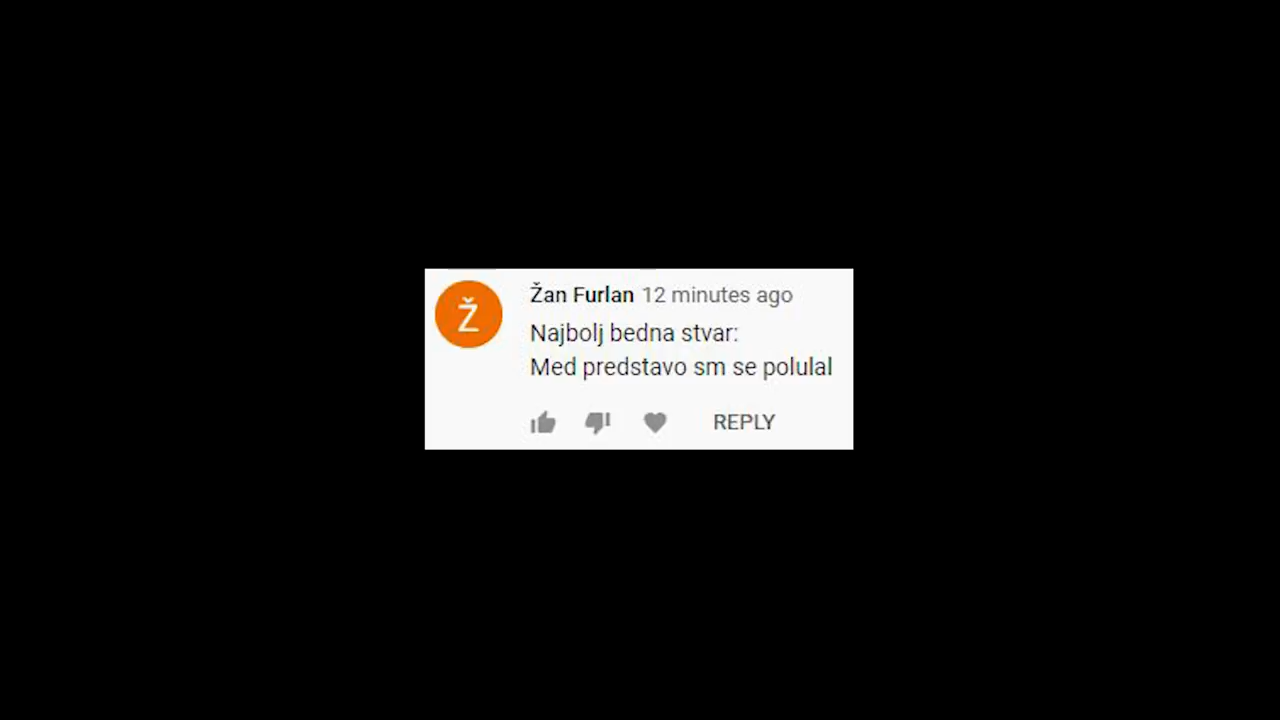 Ž
Žan Furlan 12 minutes ago
Najbolj bedna stvar:
Med predstavo sm se polulal
REPLY